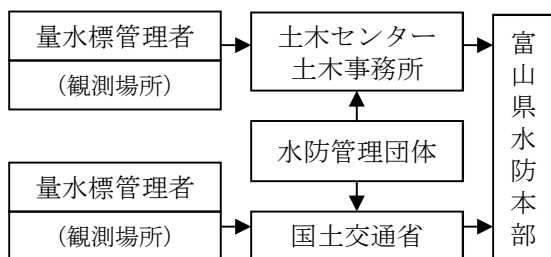 量水標管理者
(観測場所)
土木センター
土木事務所
水防管理団体
量水標管理者
(観測場所)
国土交通省
富山県水防本部